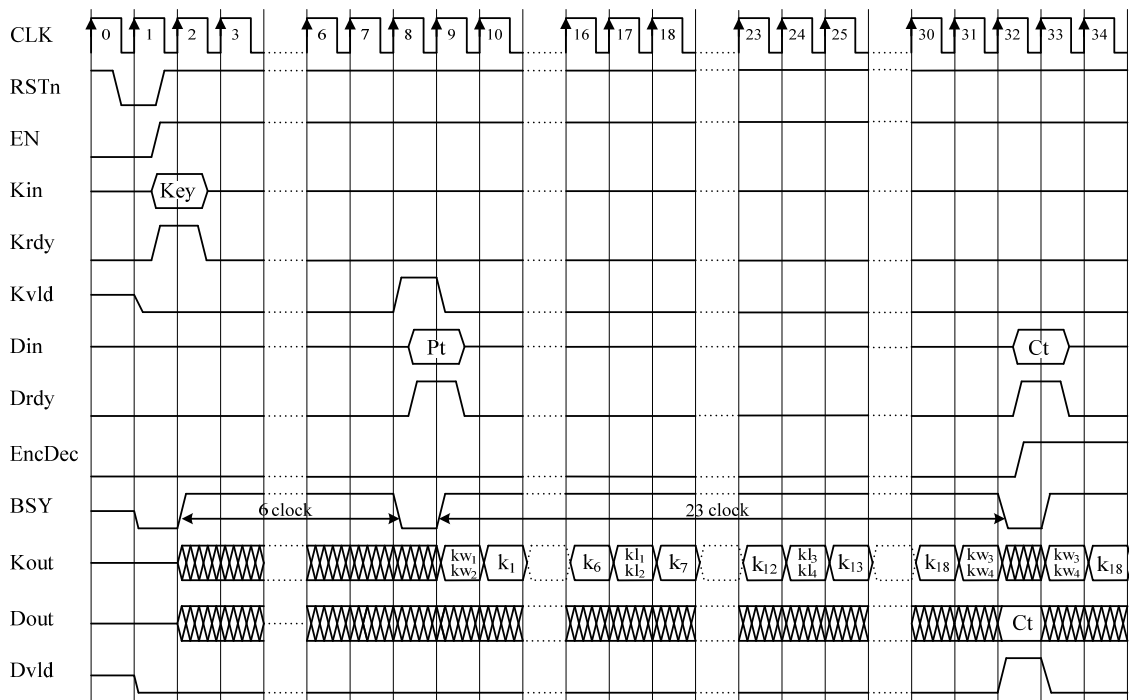 CLK 0 1 2 3 6 7 8 9 10 16 17 18 23 24 25 30 31 32 33 34
RSTn
EN
Kin Key
Krdy
Kvld
Din Pt Ct
Drdy
EncDec
BSY 6 clock 23 clock
Kout kw₁ kw₂ k₁ k₆ kl₁ kl₂ k₇ k₁₂ kl₃ kl₄ k₁₃ k₁₈ kw₃ kw₄ kw₃ kw₄ k₁₈
Dout Ct
Dvld